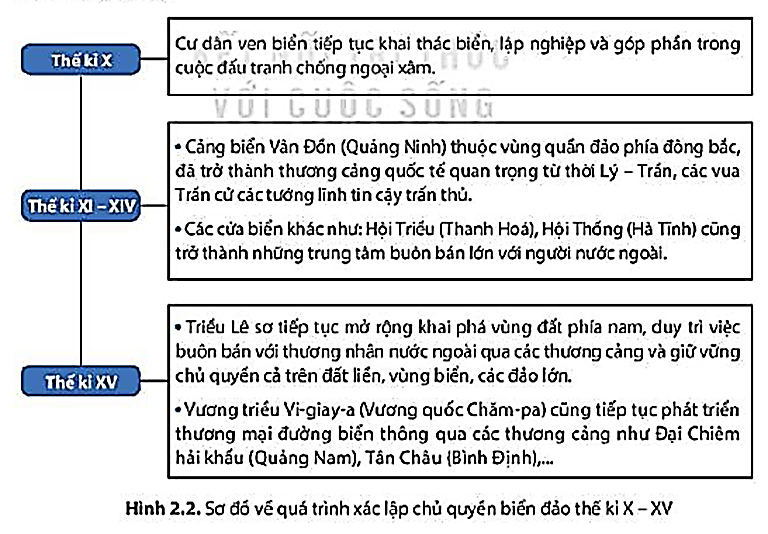 Thế kỉ X
Cư dân ven biển tiếp tục khai thác biển, lập nghiệp và góp phần trong
cuộc đấu tranh chống ngoại xâm.
VỚI CUỘC SỐNG
Thế kỉ XI – XIV
• Cảng biển Vân Đồn (Quảng Ninh) thuộc vùng quần đảo phía đông bắc,
đã trở thành thương cảng quốc tế quan trọng từ thời Lý – Trần, các vua
Trần cử các tướng lĩnh tin cậy trấn thủ.
• Các cửa biển khác như: Hội Triều (Thanh Hoá), Hội Thống (Hà Tĩnh) cũng
trở thành những trung tâm buôn bán lớn với người nước ngoài.
Thế kỉ XV
• Triều Lê sơ tiếp tục mở rộng khai phá vùng đất phía nam, duy trì việc
buôn bán với thương nhân nước ngoài qua các thương cảng và giữ vững
chủ quyền cả trên đất liền, vùng biển, các đảo lớn.
• Vương triều Vi-giay-a (Vương quốc Chăm-pa) cũng tiếp tục phát triển
thương mại đường biển thông qua các thương cảng như Đại Chiêm
hải khẩu (Quảng Nam), Tân Châu (Bình Định),...
Hình 2.2. Sơ đồ về quá trình xác lập chủ quyền biển đảo thế kỉ X – XV